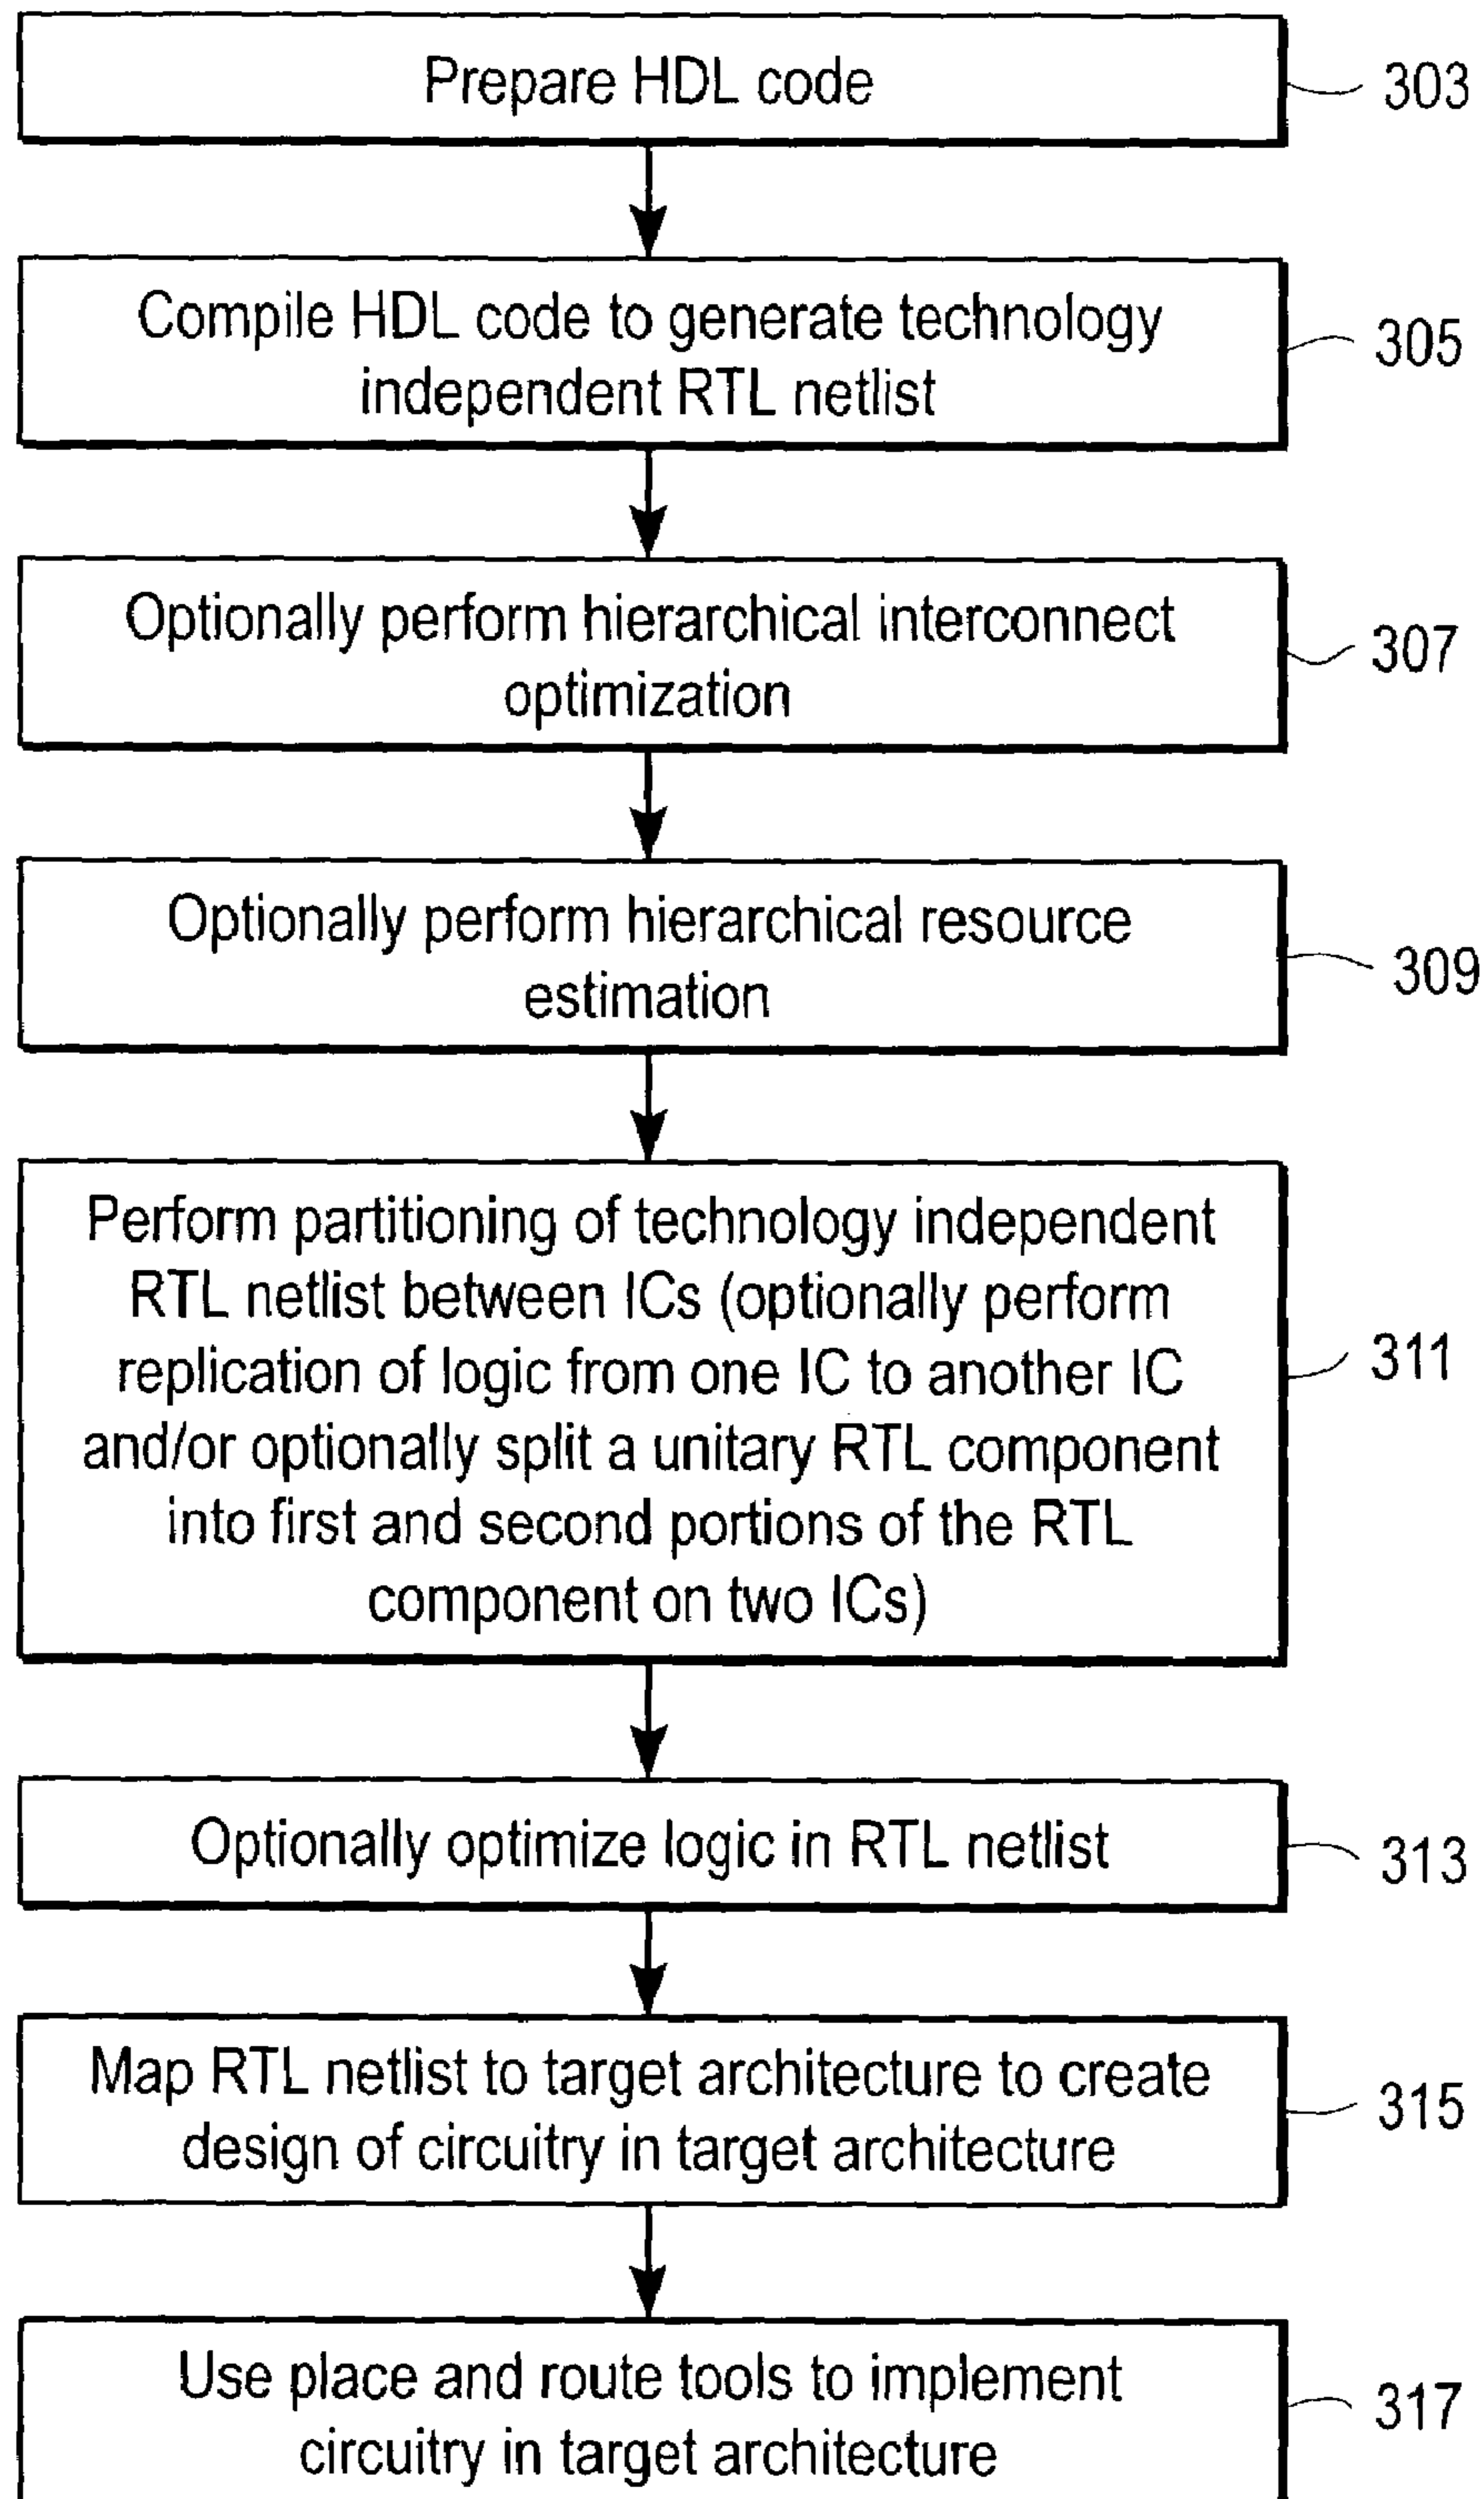 Prepare HDL code
303
Compile HDL code to generate technology
independent RTL netlist
305
Optionally perform hierarchical interconnect
optimization
307
Optionally perform hierarchical resource
estimation
309
Perform partitioning of technology independent
RTL netlist between ICs (optionally perform
replication of logic from one IC to another IC
and/or optionally split a unitary RTL component
into first and second portions of the RTL
component on two ICs)
311
Optionally optimize logic in RTL netlist
313
Map RTL netlist to target architecture to create
design of circuitry in target architecture
315
Use place and route tools to implement
circuitry in target architecture
317